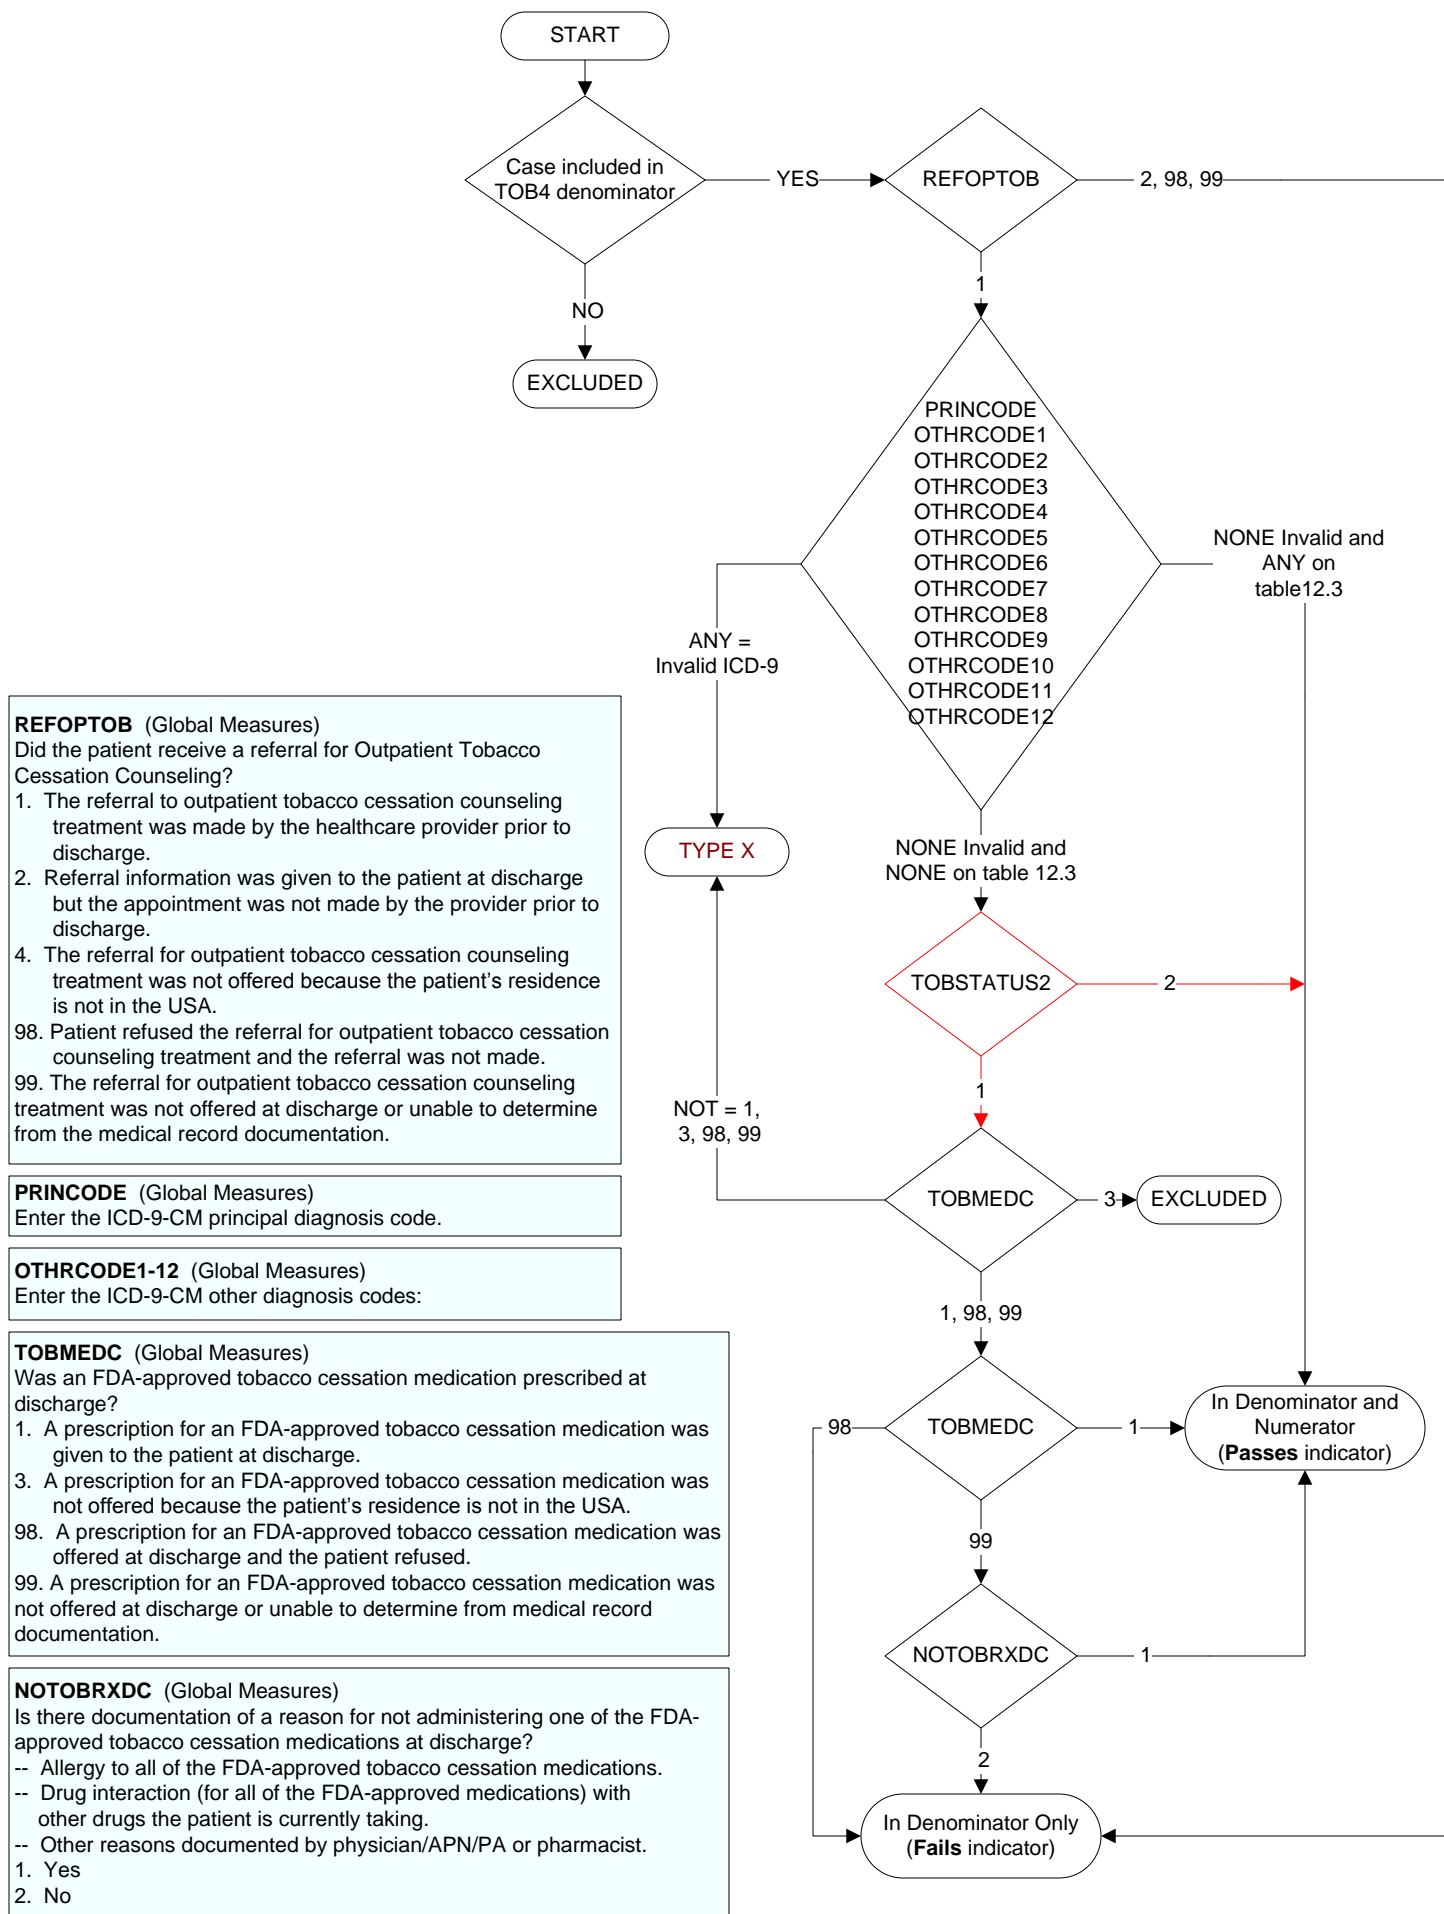 START
Case included in
TOB4 denominator
YES
REFOPTOB
2, 98, 99
NO
1
EXCLUDED
PRINCODE
OTHRCODE1
OTHRCODE2
OTHRCODE3
OTHRCODE4
OTHRCODE5
OTHRCODE6
OTHRCODE7
OTHRCODE8
OTHRCODE9
OTHRCODE10
OTHRCODE11
OTHRCODE12
NONE Invalid and
ANY on
table12.3
ANY =
Invalid ICD-9
TYPE X
NONE Invalid and
NONE on table 12.3
TOBSTATUS2
2
1
NOT = 1,
3, 98, 99
TOBMEDC
3
EXCLUDED
1, 98, 99
TOBMEDC
98
1
In Denominator and
Numerator
(Passes indicator)
99
NOTOBRXDC
1
2
In Denominator Only
(Fails indicator)
REFOPTOB (Global Measures)
Did the patient receive a referral for Outpatient Tobacco
Cessation Counseling?
1. The referral to outpatient tobacco cessation counseling
treatment was made by the healthcare provider prior to
discharge.
2. Referral information was given to the patient at discharge
but the appointment was not made by the provider prior to
discharge.
4. The referral for outpatient tobacco cessation counseling
treatment was not offered because the patient's residence
is not in the USA.
98. Patient refused the referral for outpatient tobacco cessation
counseling treatment and the referral was not made.
99. The referral for outpatient tobacco cessation counseling
treatment was not offered at discharge or unable to determine
from the medical record documentation.
PRINCODE (Global Measures)
Enter the ICD-9-CM principal diagnosis code.
OTHRCODE1-12 (Global Measures)
Enter the ICD-9-CM other diagnosis codes:
TOBMEDC (Global Measures)
Was an FDA-approved tobacco cessation medication prescribed at
discharge?
1. A prescription for an FDA-approved tobacco cessation medication was
given to the patient at discharge.
3. A prescription for an FDA-approved tobacco cessation medication was
not offered because the patient's residence is not in the USA.
98. A prescription for an FDA-approved tobacco cessation medication was
offered at discharge and the patient refused.
99. A prescription for an FDA-approved tobacco cessation medication was
not offered at discharge or unable to determine from medical record
documentation.
NOTOBRXDC (Global Measures)
Is there documentation of a reason for not administering one of the FDA-
approved tobacco cessation medications at discharge?
-- Allergy to all of the FDA-approved tobacco cessation medications.
-- Drug interaction (for all of the FDA-approved medications) with
other drugs the patient is currently taking.
-- Other reasons documented by physician/APN/PA or pharmacist.
1. Yes
2. No